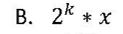 B. 2^k * x